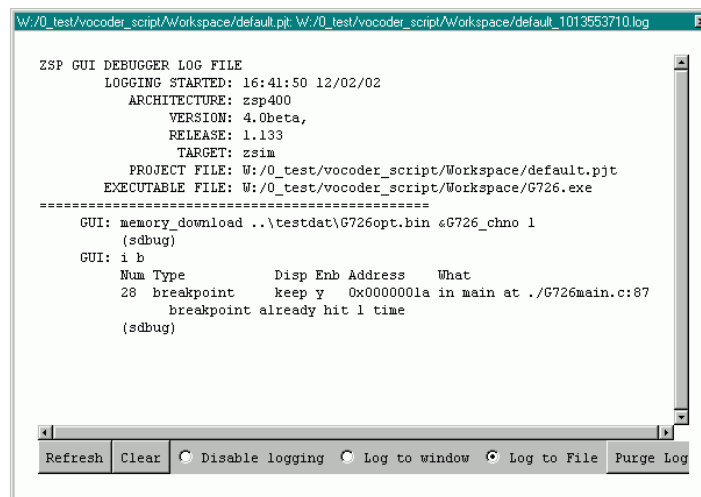 W:/0_test/vocoder_script/Workspace/default.pjt: W:/0_test/vocoder_script/Workspace/default_1013553710.log
ZSP GUI DEBUGGER LOG FILE
LOGGING STARTED: 16:41:50 12/02/02
ARCHITECTURE: zsp400
VERSION: 4.0beta,
RELEASE: 1.133
TARGET: zsim
PROJECT FILE: W:/0_test/vocoder_script/Workspace/default.pjt
EXECUTABLE FILE: W:/0_test/vocoder_script/Workspace/G726.exe
================================================
GUI: memory_download ..\testdat\G726opt.bin &G726_chno 1
(sdbug)
GUI: i b
Num Type Disp Enb Address What
28 breakpoint keep y 0x0000001a in main at ./G726main.c:87
breakpoint already hit 1 time
(sdbug)
Refresh Clear Disable logging Log to window Log to File Purge Log